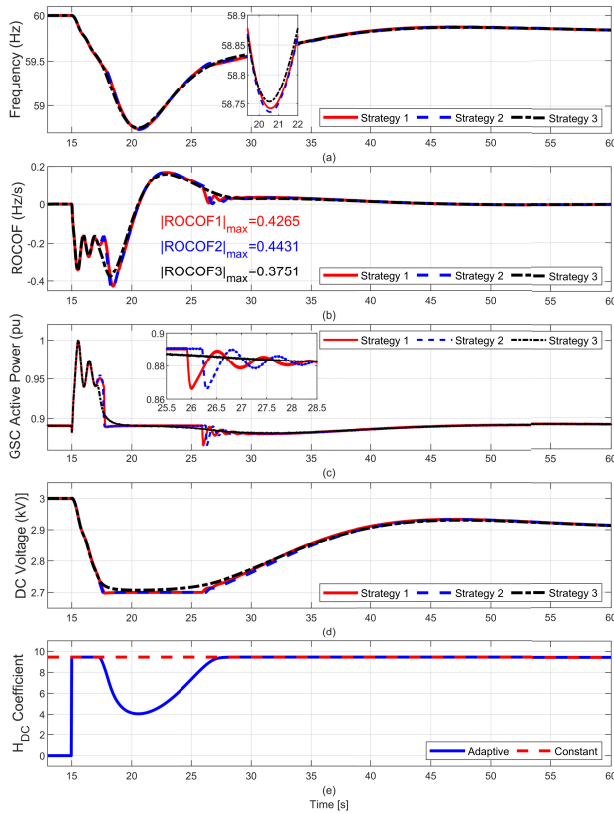 58.9
58.85
58.8
58.75
20 21 22
60
59.5
59
Frequency (Hz)
Strategy 1 Strategy 2 Strategy 3
15 20 25 30 35 40 45 50 55 60
(a)
0.2
0
-0.2
-0.4
ROCOF (Hz/s)
|ROCOF1|max=0.4265
|ROCOF2|max=0.4431
|ROCOF3|max=0.3751
Strategy 1 Strategy 2 Strategy 3
15 20 25 30 35 40 45 50 55 60
(b)
1
0.95
0.9
GSC Active Power (pu)
0.9
0.88
0.86
25.5 26 26.5 27 27.5 28 28.5
Strategy 1 Strategy 2 Strategy 3
15 20 25 30 35 40 45 50 55 60
(c)
3
2.9
2.8
2.7
DC Voltage (kV)]
Strategy 1 Strategy 2 Strategy 3
15 20 25 30 35 40 45 50 55 60
(d)
10
8
6
4
2
0
HDC Coefficient
Adaptive Constant
15 20 25 30 35 40 45 50 55 60
(e)
Time [s]